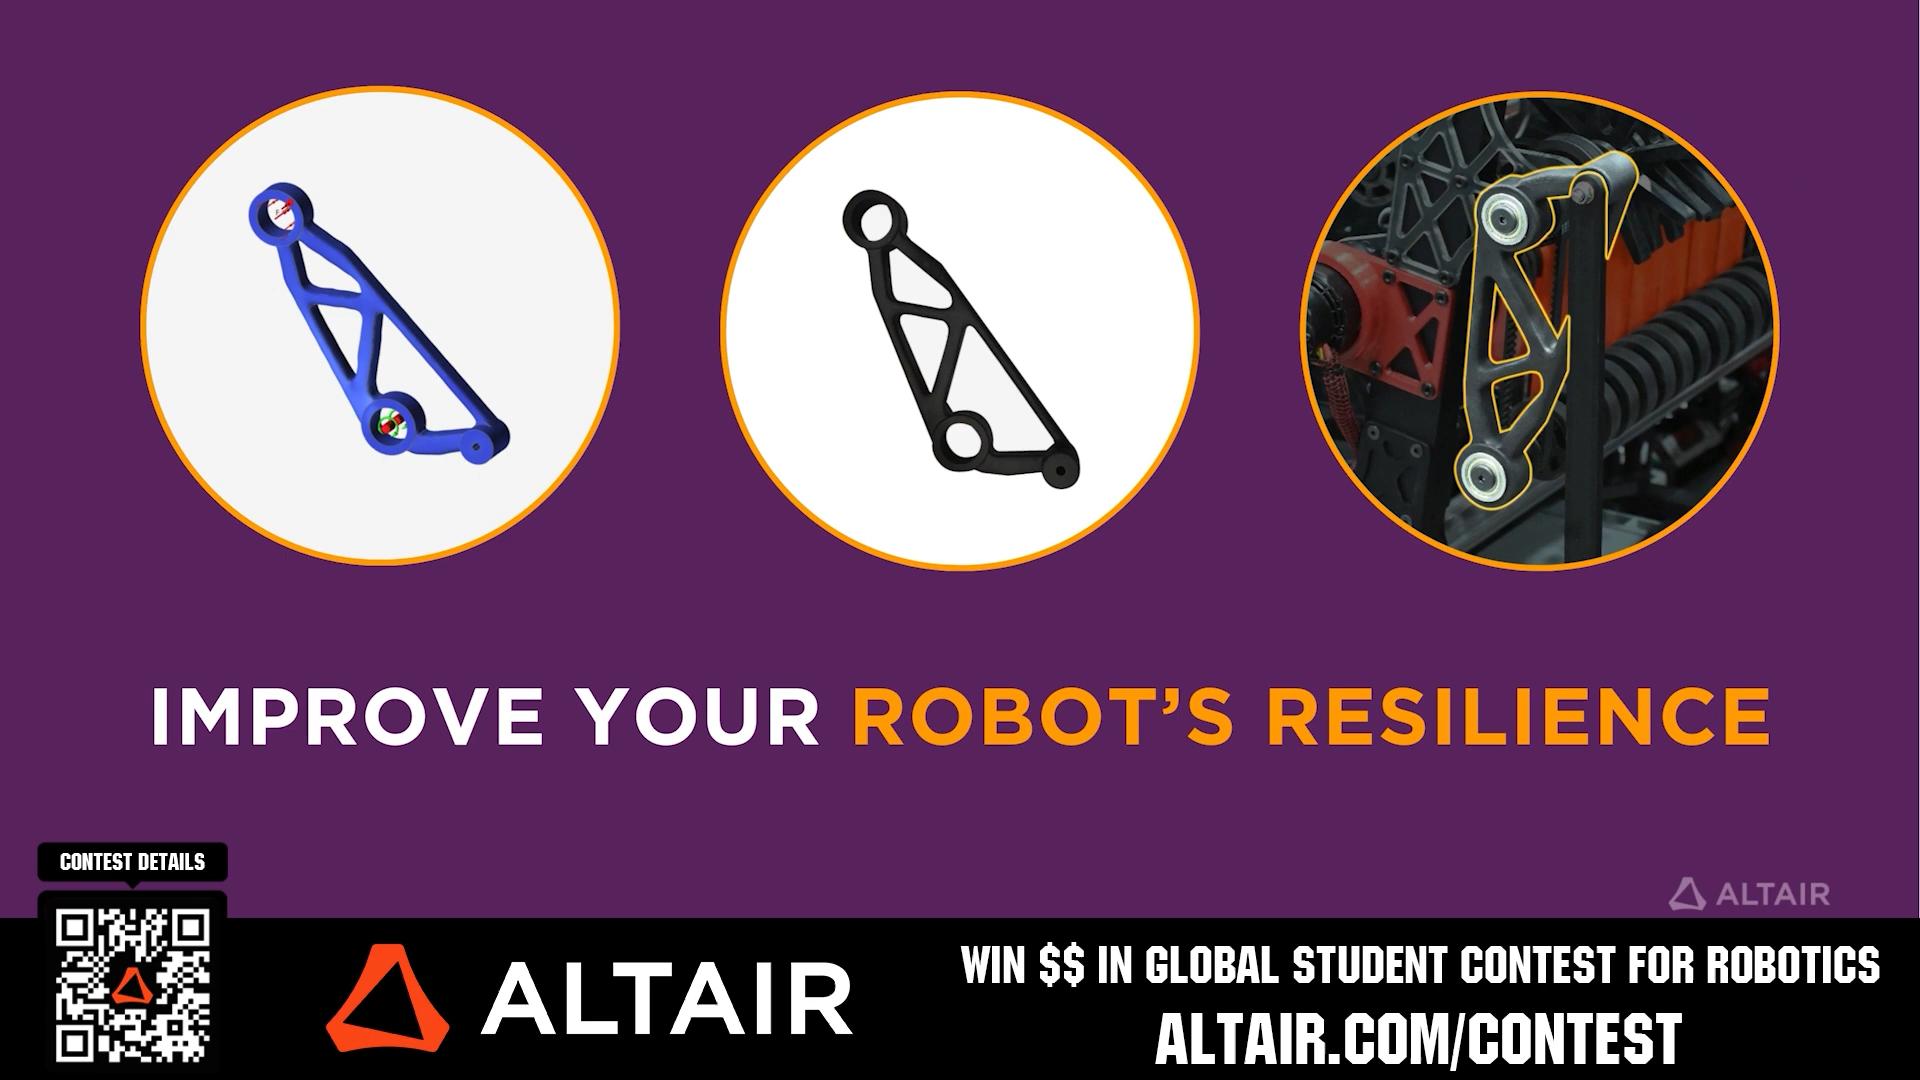 IMPROVE YOUR ROBOT'S RESILIENCE
CONTEST DETAILS
ALTAIR
ALTAIR
WIN $$ IN GLOBAL STUDENT CONTEST FOR ROBOTICS
ALTAIR.COM/CONTEST